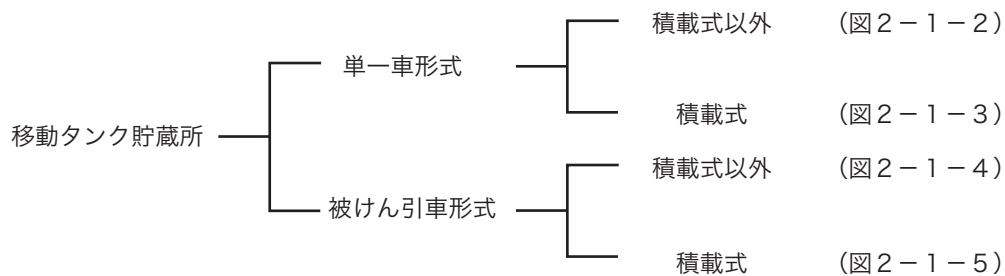 積載式以外 （図２－１－２）
単一車形式
積載式 （図２－１－３）
移動タンク貯蔵所
積載式以外 （図２－１－４）
被けん引車形式
積載式 （図２－１－５）